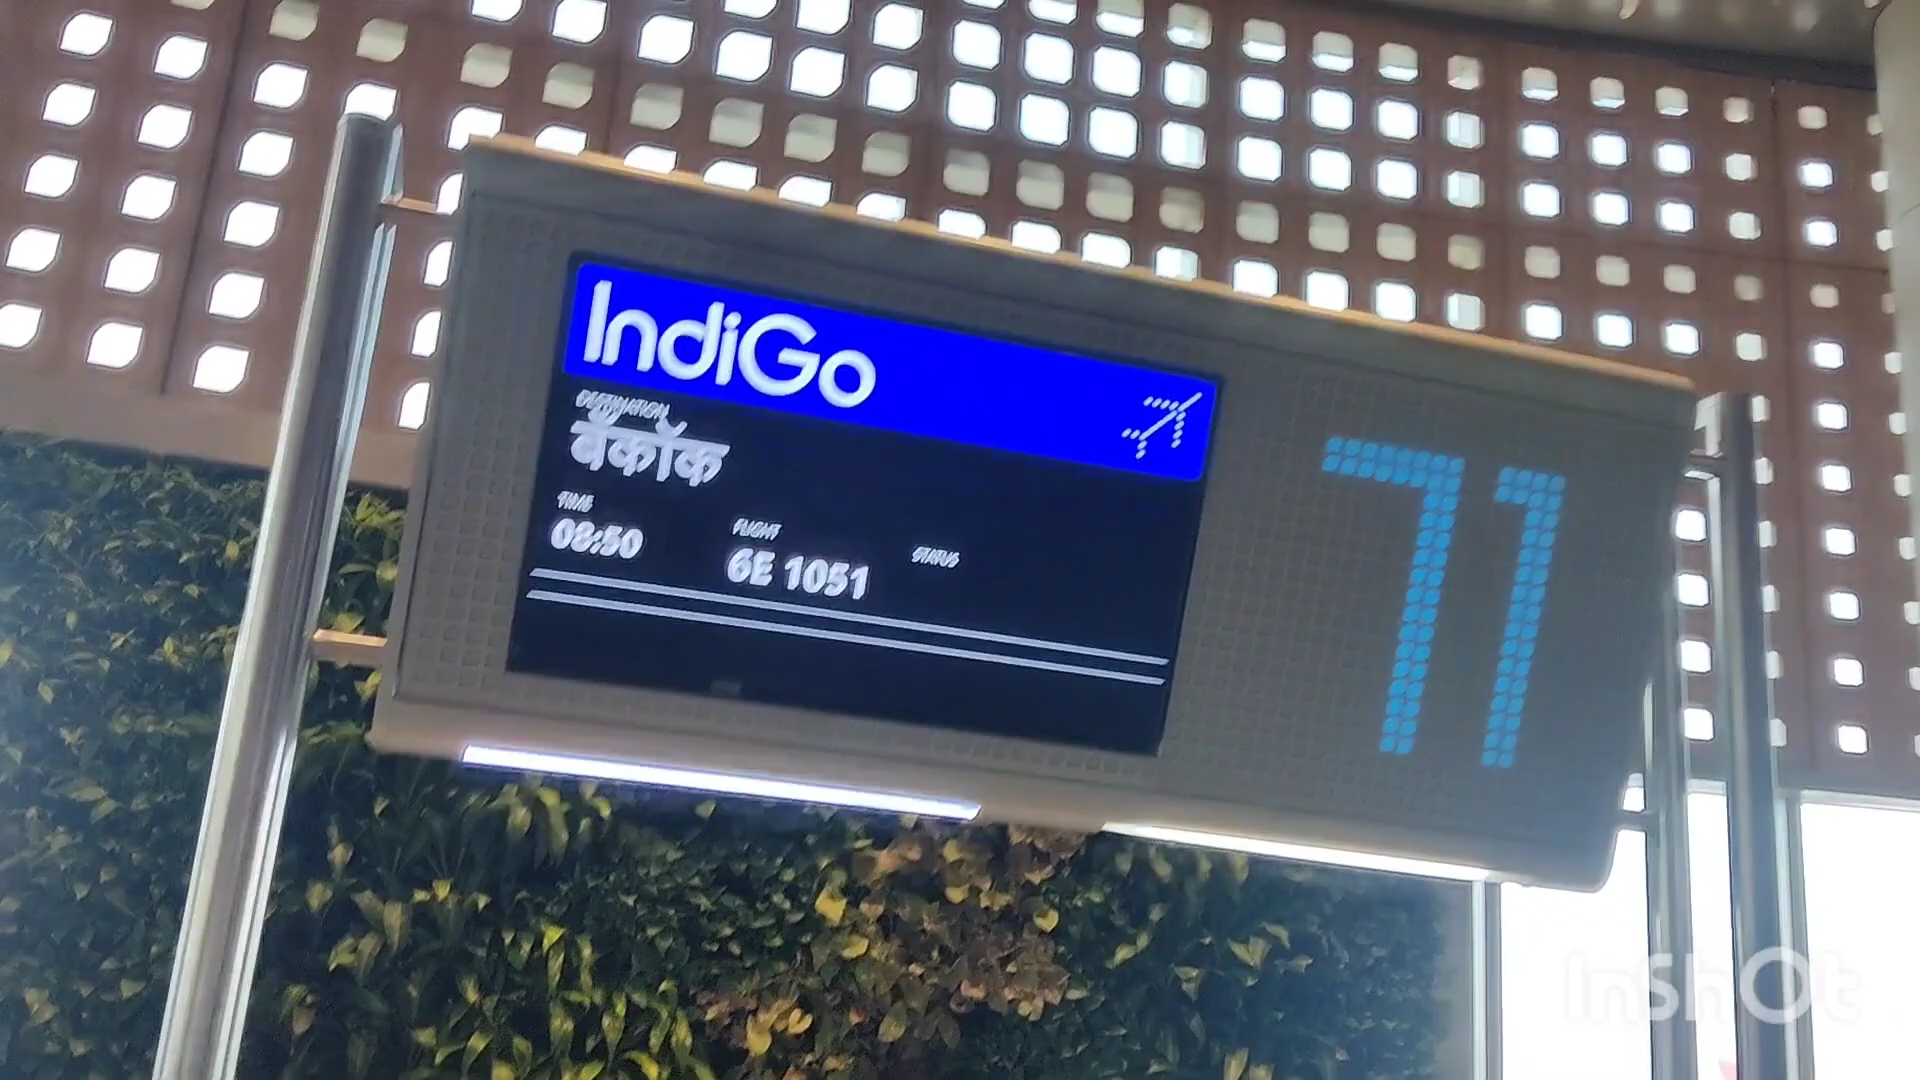 IndiGo
DESTINATION
बँकॉक
TIME
08:50
FLIGHT
6E 1051
STATUS
71
InShOt